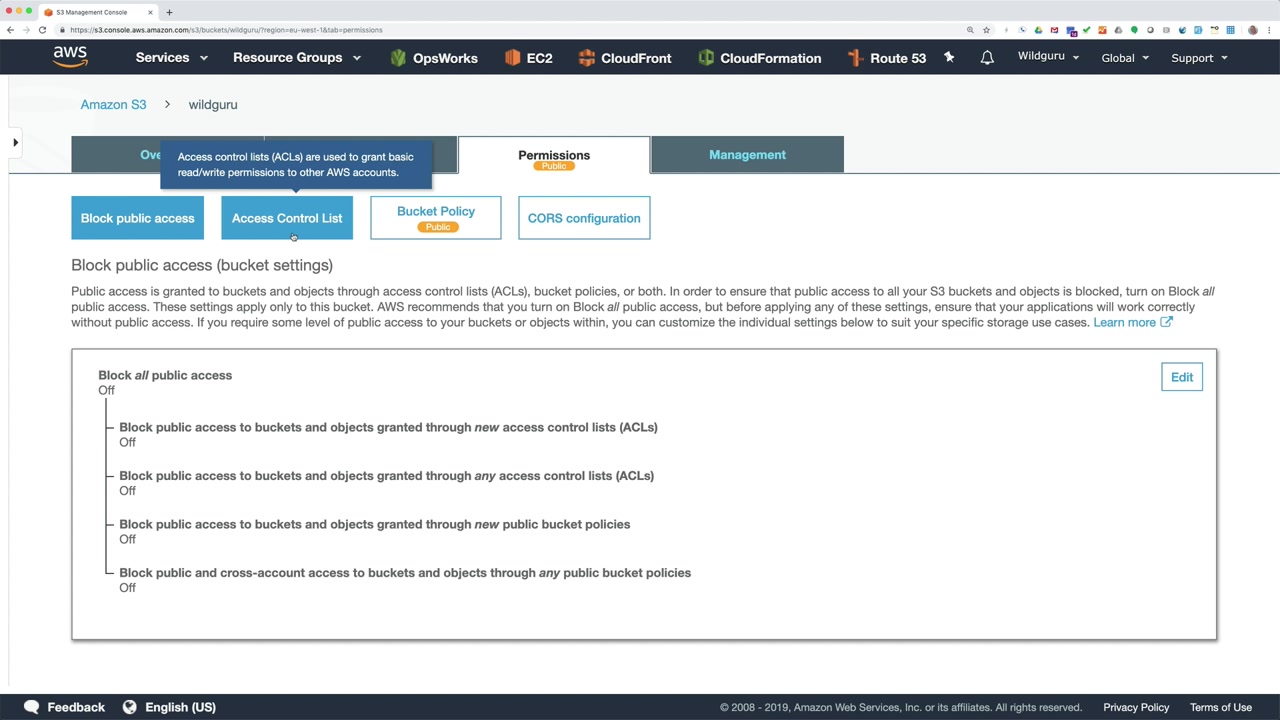 S3 Management Console
https://s3.console.aws.amazon.com/s3/buckets/wildguru/?region=eu-west-1&tab=permissions
aws
Services
Resource Groups
OpsWorks
EC2
CloudFront
CloudFormation
Route 53
Wildguru
Global
Support
Amazon S3 > wildguru
Ove
Permissions
Public
Management
Access control lists (ACLs) are used to grant basic
read/write permissions to other AWS accounts.
Block public access
Access Control List
Bucket Policy
Public
CORS configuration
Block public access (bucket settings)
Public access is granted to buckets and objects through access control lists (ACLs), bucket policies, or both. In order to ensure that public access to all your S3 buckets and objects is blocked, turn on Block all
public access. These settings apply only to this bucket. AWS recommends that you turn on Block all public access, but before applying any of these settings, ensure that your applications will work correctly
without public access. If you require some level of public access to your buckets or objects within, you can customize the individual settings below to suit your specific storage use cases. Learn more
Block all public access
Off
Edit
Block public access to buckets and objects granted through new access control lists (ACLs)
Off
Block public access to buckets and objects granted through any access control lists (ACLs)
Off
Block public access to buckets and objects granted through new public bucket policies
Off
Block public and cross-account access to buckets and objects through any public bucket policies
Off
Feedback
English (US)
© 2008 - 2019, Amazon Web Services, Inc. or its affiliates. All rights reserved.
Privacy Policy
Terms of Use